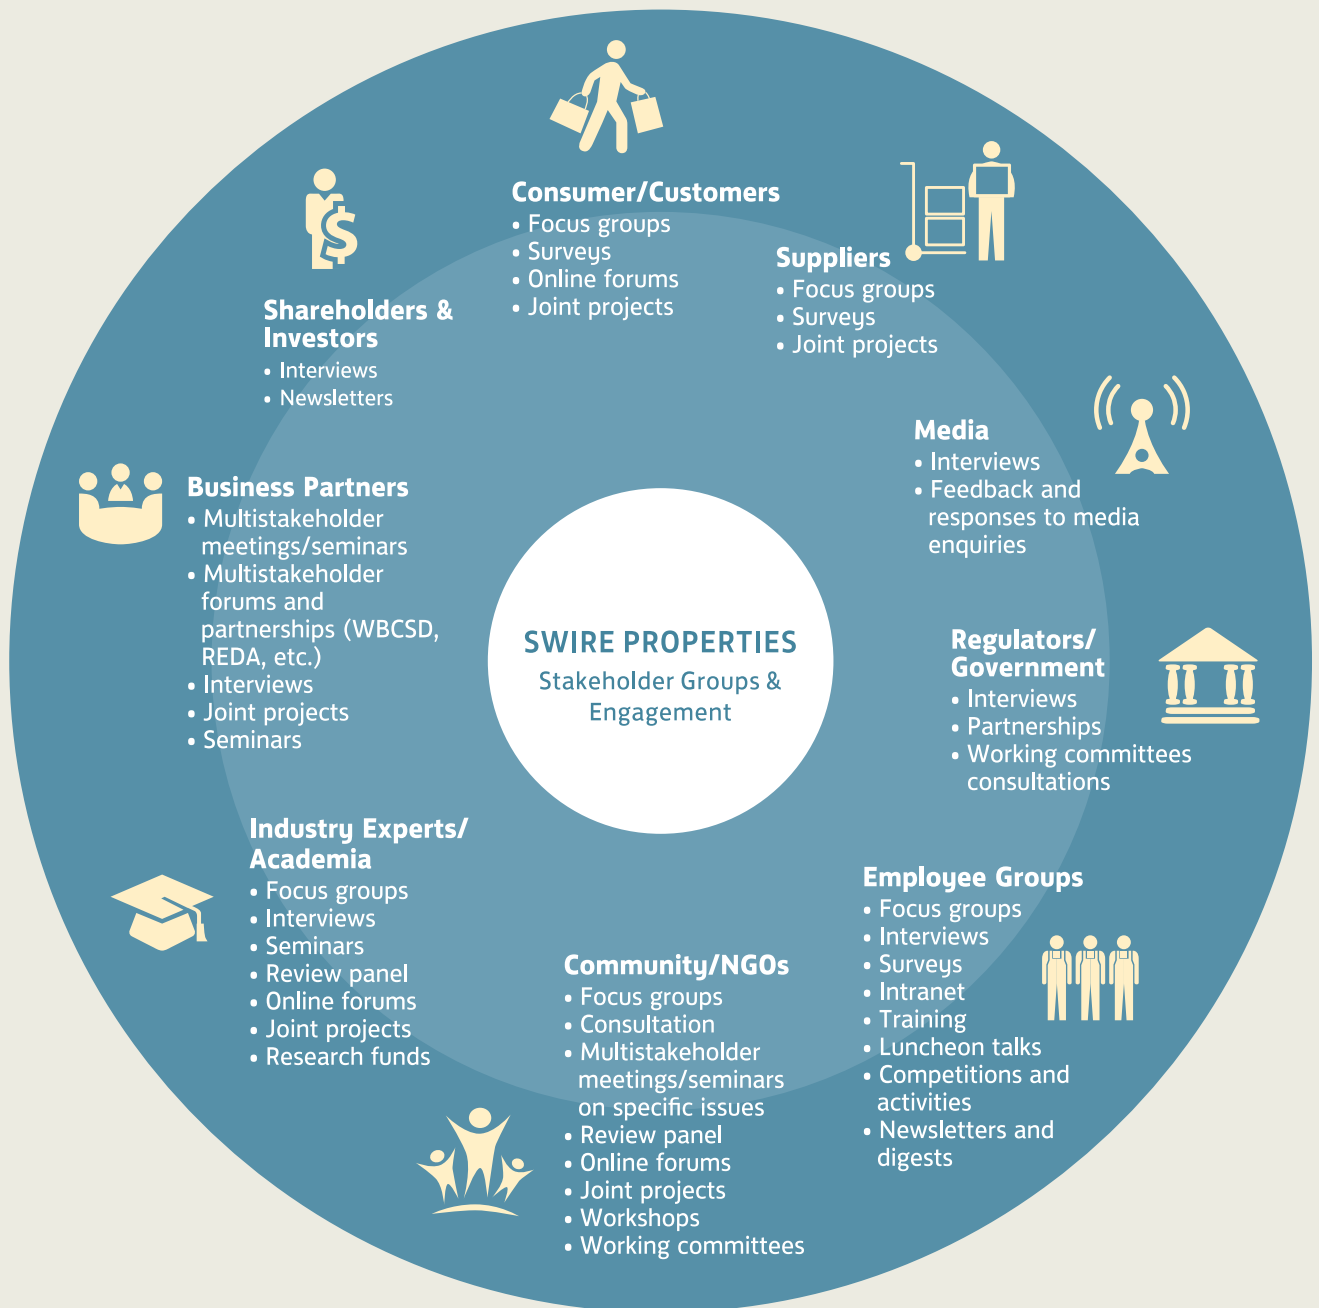 Consumer/Customers
• Focus groups
• Surveys
• Online forums
• Joint projects
Suppliers
• Focus groups
• Surveys
• Joint projects
Shareholders &
Investors
• Interviews
• Newsletters
Media
• Interviews
• Feedback and
responses to media
enquiries
Business Partners
• Multistakeholder
meetings/seminars
• Multistakeholder
forums and
partnerships (WBCSD,
REDA, etc.)
• Interviews
• Joint projects
• Seminars
SWIRE PROPERTIES
Stakeholder Groups &
Engagement
Regulators/
Government
• Interviews
• Partnerships
• Working committees
consultations
Industry Experts/
Academia
• Focus groups
• Interviews
• Seminars
• Review panel
• Online forums
• Joint projects
• Research funds
Community/NGOs
• Focus groups
• Consultation
• Multistakeholder
meetings/seminars
on specific issues
• Review panel
• Online forums
• Joint projects
• Workshops
• Working committees
Employee Groups
• Focus groups
• Interviews
• Surveys
• Intranet
• Training
• Luncheon talks
• Competitions and
activities
• Newsletters and
digests